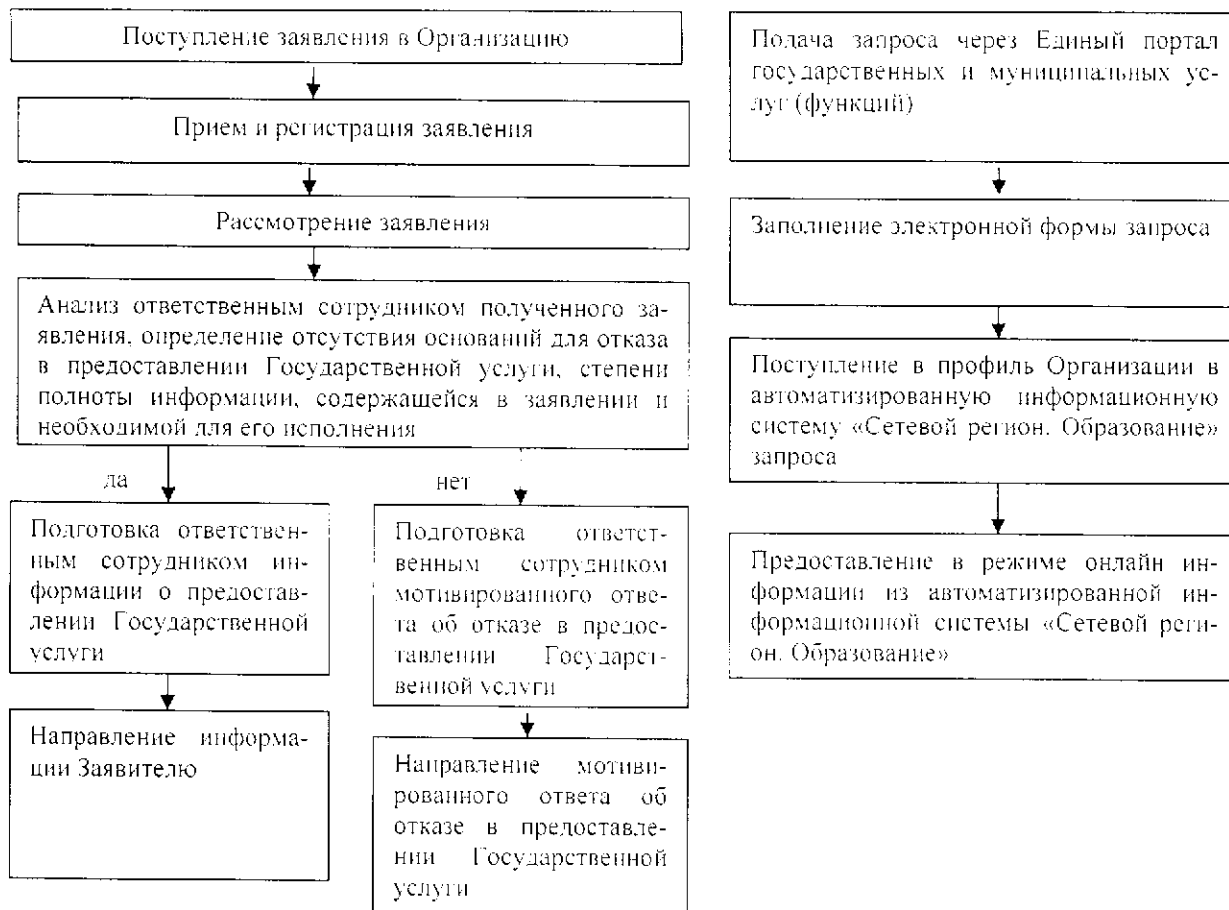 Поступление заявления в Организацию
Прием и регистрация заявления
Рассмотрение заявления
Анализ ответственным сотрудником полученного за-
явления, определение отсутствия оснований для отказа
в предоставлении Государственной услуги, степени
полноты информации, содержащейся в заявлении и
необходимой для его исполнения
да
нет
Подготовка ответствен-
ным сотрудником ин-
формации о предостав-
лении Государственной
услуги
Направление информа-
ции Заявителю
Подготовка ответст-
венным сотрудником
мотивированного отве-
та об отказе в предос-
тавлении Государст-
венной услуги
Направление мотиви-
рованного ответа об
отказе в предоставле-
нии Государственной
услуги
Подача запроса через Единый портал
государственных и муниципальных ус-
луг (функций)
Заполнение электронной формы запроса
Поступление в профиль Организации в
автоматизированную информационную
систему «Сетевой регион. Образование»
запроса
Предоставление в режиме онлайн ин-
формации из автоматизированной ин-
формационной системы «Сетевой реги-
он. Образование»